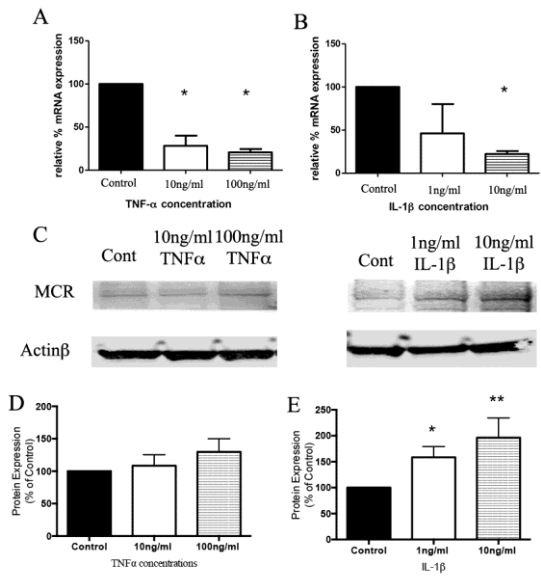 A
relative % mRNA expression
150
100
50
0
*
*
Control
10ng/ml
100ng/ml
TNF-α concentration
B
relative % mRNA expression
150
100
50
0
*
Control
1ng/ml
10ng/ml
IL-1β concentration
C
Cont
10ng/ml
TNFα
100ng/ml
TNFα
Cont
1ng/ml
IL-1β
10ng/ml
IL-1β
MCR
Actinβ
D
Protein Expression
(% of Control)
200
150
100
50
0
Control
10ng/ml
100ng/ml
TNFα concentrations
E
Protein Expression
(% of Control)
250
200
150
100
50
0
*
**
Control
1ng/ml
10ng/ml
IL-1β